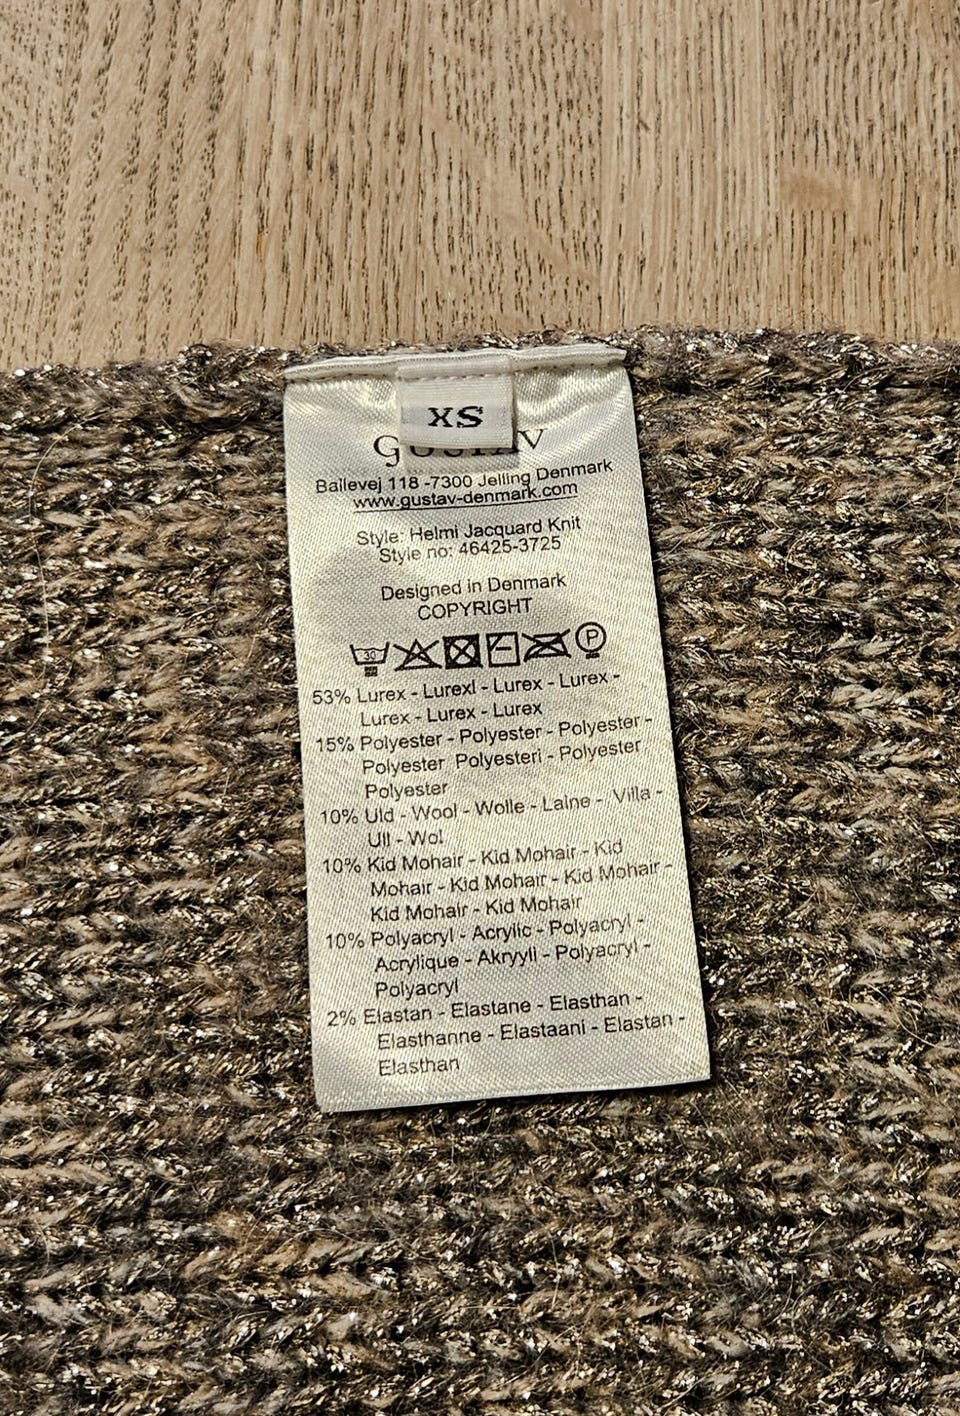 XS
GUSTAV
Ballevej 118 -7300 Jelling Denmark
www.gustav-denmark.com
Style: Helmi Jacquard Knit
Style no: 46425-3725
Designed in Denmark
COPYRIGHT
30
P
53% Lurex - Lurexl - Lurex - Lurex -
Lurex - Lurex - Lurex
15% Polyester - Polyester - Polyester -
Polyester Polyesteri - Polyester
Polyester
10% Uld - Wool - Wolle - Laine - Villa -
Ull - Wol
10% Kid Mohair - Kid Mohair - Kid
Mohair - Kid Mohair - Kid Mohair -
Kid Mohair - Kid Mohair
10% Polyacryl - Acrylic - Polyacryl -
Acrylique - Akryyli - Polyacryl -
Polyacryl
2% Elastan - Elastane - Elasthan -
Elasthanne - Elastaani - Elastan -
Elasthan